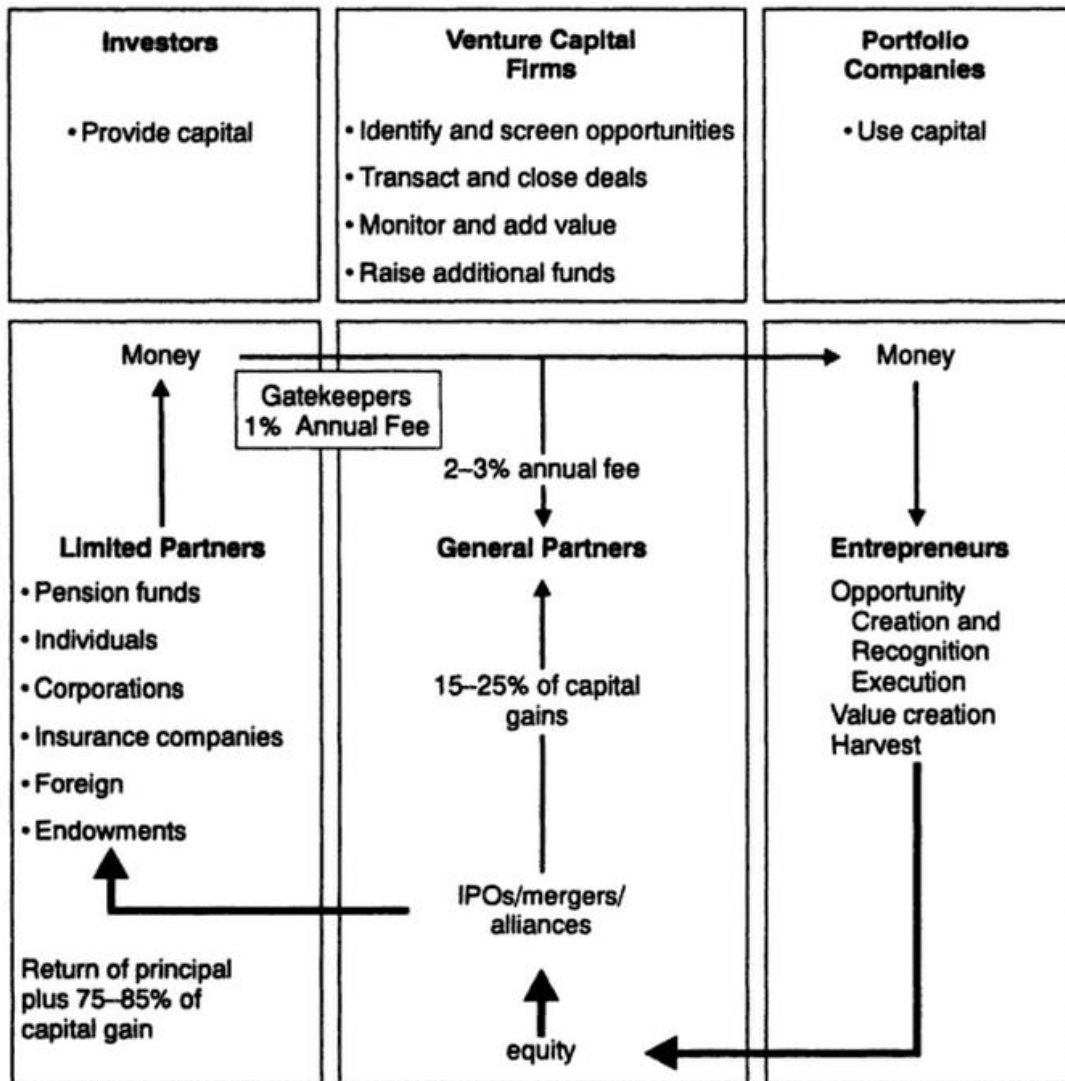 Investors
• Provide capital
Venture Capital
Firms
• Identify and screen opportunities
• Transact and close deals
• Monitor and add value
• Raise additional funds
Portfolio
Companies
• Use capital
Money
Gatekeepers
1% Annual Fee
2–3% annual fee
Money
Limited Partners
• Pension funds
• Individuals
• Corporations
• Insurance companies
• Foreign
• Endowments
Return of principal
plus 75–85% of
capital gain
General Partners
15–25% of capital
gains
IPOs/mergers/
alliances
equity
Entrepreneurs
Opportunity
Creation and
Recognition
Execution
Value creation
Harvest